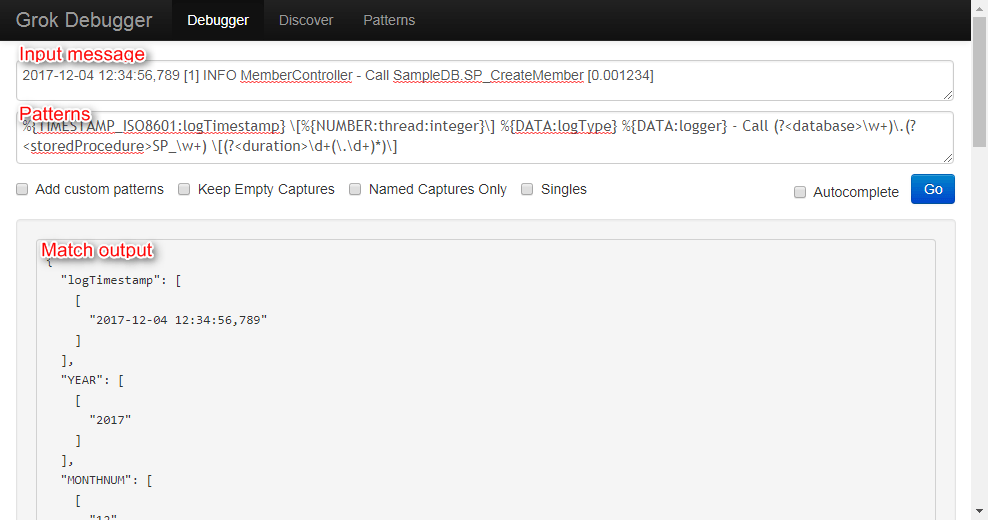 Grok Debugger Debugger Discover Patterns
Input message
2017-12-04 12:34:56,789 [1] INFO MemberController - Call SampleDB.SP_CreateMember [0.001234]
Patterns
%{TIMESTAMP_ISO8601:logTimestamp} \[%{NUMBER:thread:integer}\] %{DATA:logType} %{DATA:logger} - Call (?<database>\w+)\.(?
<storedProcedure>SP_\w+) \[(?<duration>\d+(\.\d+)*)\]
Add custom patterns Keep Empty Captures Named Captures Only Singles Autocomplete Go
Match output
{
"logTimestamp": [
[
"2017-12-04 12:34:56,789"
]
],
"YEAR": [
[
"2017"
]
],
"MONTHNUM": [
[
"12"